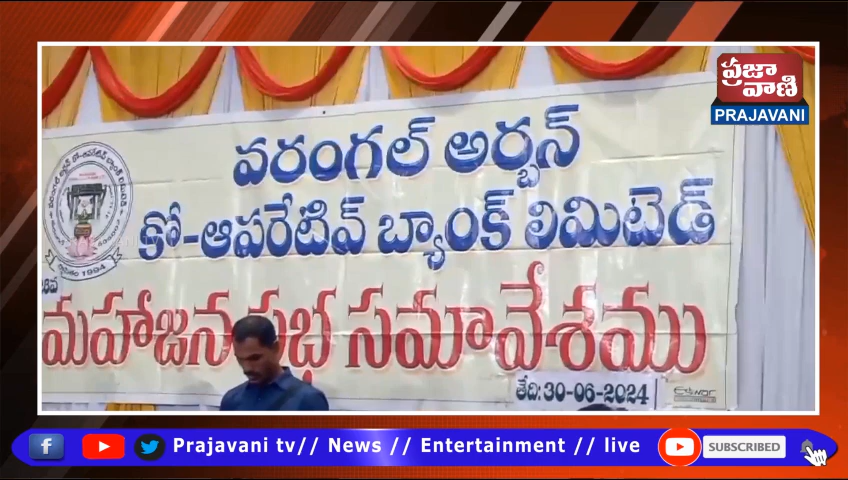 ప్రజా
వాణి
PRAJAVANI
వరంగల్ అర్బన్
కో-ఆపరేటివ్ బ్యాంక్ లిమిటెడ్
1994
మహాజన సభ సమావేశము
తేది: 30-06-2024
Prajavani tv// News // Entertainment // live
SUBSCRIBED